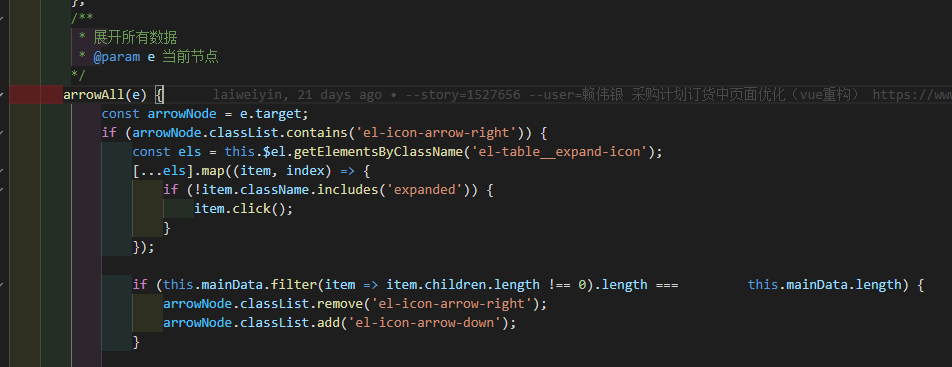 },
/**
* 展开所有数据
* @param e 当前节点
*/
arrowAll(e) { laiweiyin, 21 days ago • --story=1527656 --user=赖伟银 采购计划订货中页面优化（vue重构） https://www
const arrowNode = e.target;
if (arrowNode.classList.contains('el-icon-arrow-right')) {
const els = this.$el.getElementsByClassName('el-table__expand-icon');
[...els].map((item, index) => {
if (!item.className.includes('expanded')) {
item.click();
}
});
if (this.mainData.filter(item => item.children.length !== 0).length === this.mainData.length) {
arrowNode.classList.remove('el-icon-arrow-right');
arrowNode.classList.add('el-icon-arrow-down');
}